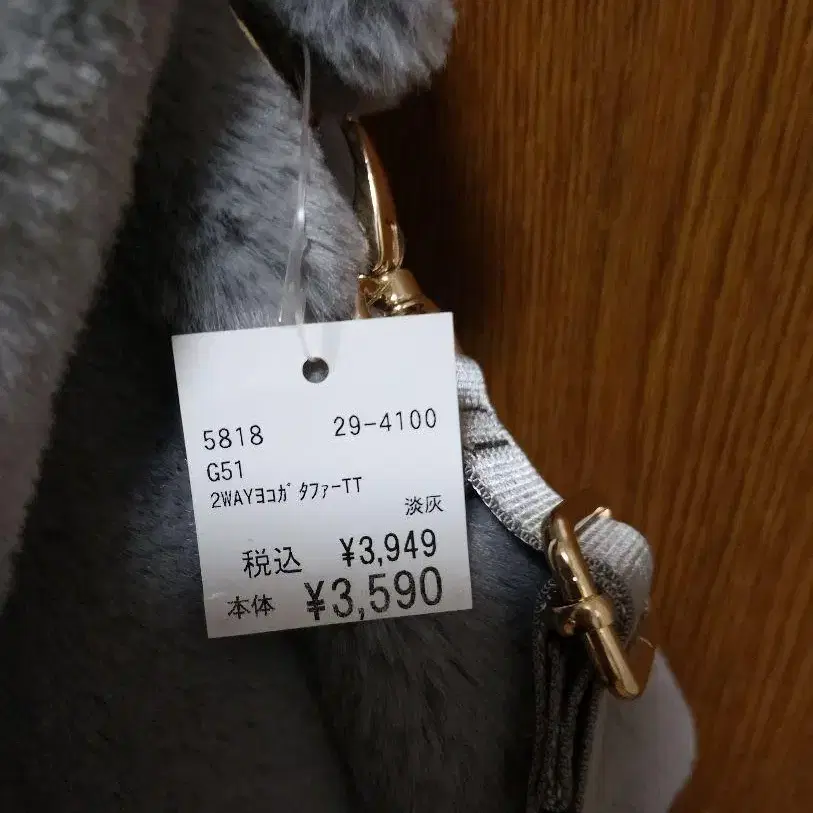 5818 29-4100
G51
2WAYﾖｺｶﾞﾀﾌｧｰTT
淡灰
税込 ¥3,949
本体 ¥3,590